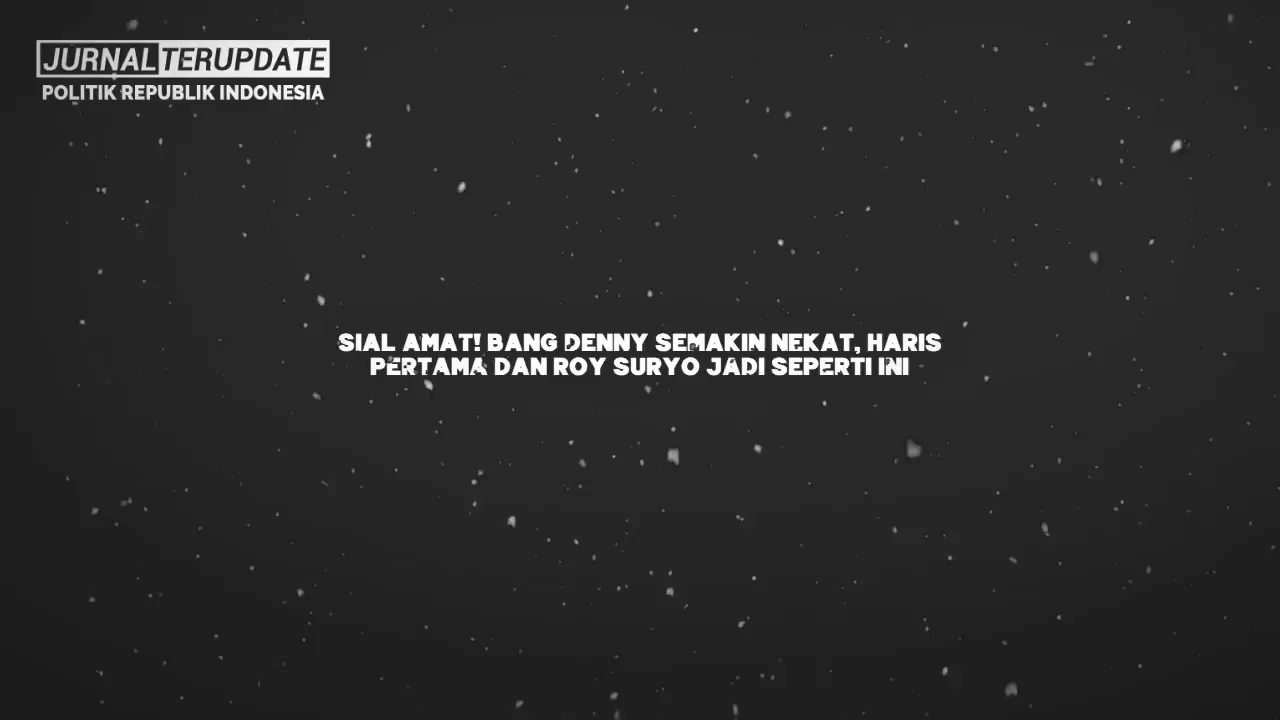 JURNALTERUPDATE
POLITIK REPUBLIK INDONESIA
SIAL AMAT! BANG DENNY SEMAKIN NEKAT, HARIS
PERTAMA DAN ROY SURYO JADI SEPERTI INI